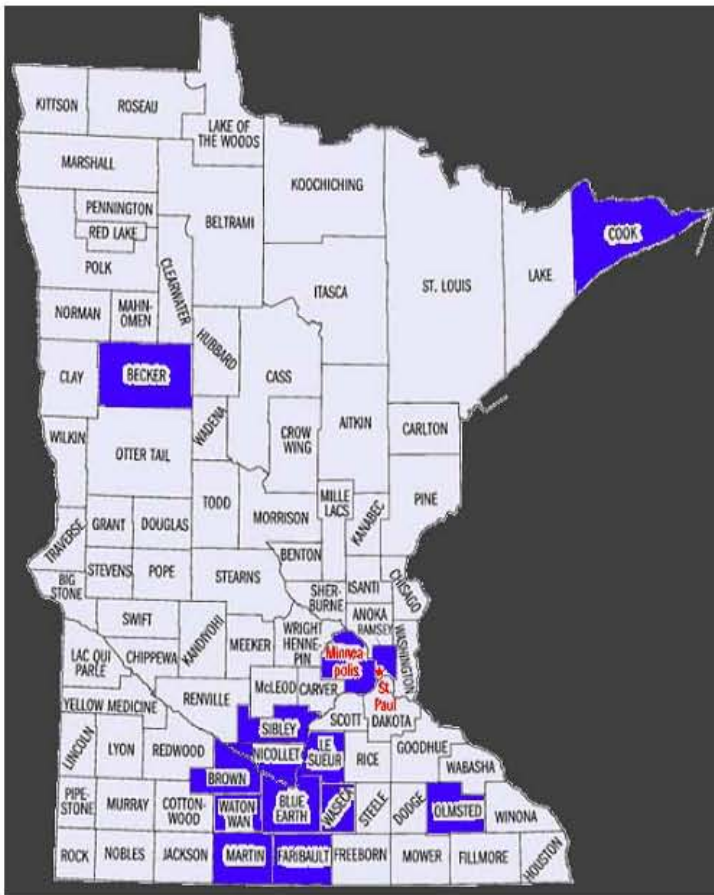 KITTSON
ROSEAU
LAKE OF
THE WOODS
MARSHALL
KOOCHICHING
PENNINGTON
BELTRAMI
RED LAKE
COOK
POLK
CLEARWATER
ST. LOUIS
LAKE
ITASCA
NORMAN
MAHN-
OMEN
HUBBARD
CLAY
BECKER
CASS
WADENA
AITKIN
CROW
WING
CARLTON
WILKIN
OTTER TAIL
MILLE
LACS
PINE
TODD
KANABEC
MORRISON
GRANT
DOUGLAS
TRAVERSE
BENTON
STEVENS
POPE
STEARNS
BIG
STONE
SHER-
BURNE
ISANTI
CHISAGO
SWIFT
KANDIYOHI
ANOKA
RAMSEY
WRIGHT
HENNE-
PIN
MEEKER
WASHINGTON
LAC QUI
PARLE
CHIPPEWA
Minnea
polis
McLEOD
CARVER
St.
Paul
RENVILLE
YELLOW MEDICINE
SIBLEY
SCOTT
DAKOTA
LINCOLN
LYON
REDWOOD
NICOLLET
LE
SUEUR
RICE
GOODHUE
WABASHA
BROWN
PIPE-
STONE
MURRAY
COTTON-
WOOD
WATON
WAN
BLUE
EARTH
WASECA
STEELE
DODGE
OLMSTED
WINONA
ROCK
NOBLES
JACKSON
MARTIN
FARIBAULT
FREEBORN
MOWER
FILLMORE
HOUSTON